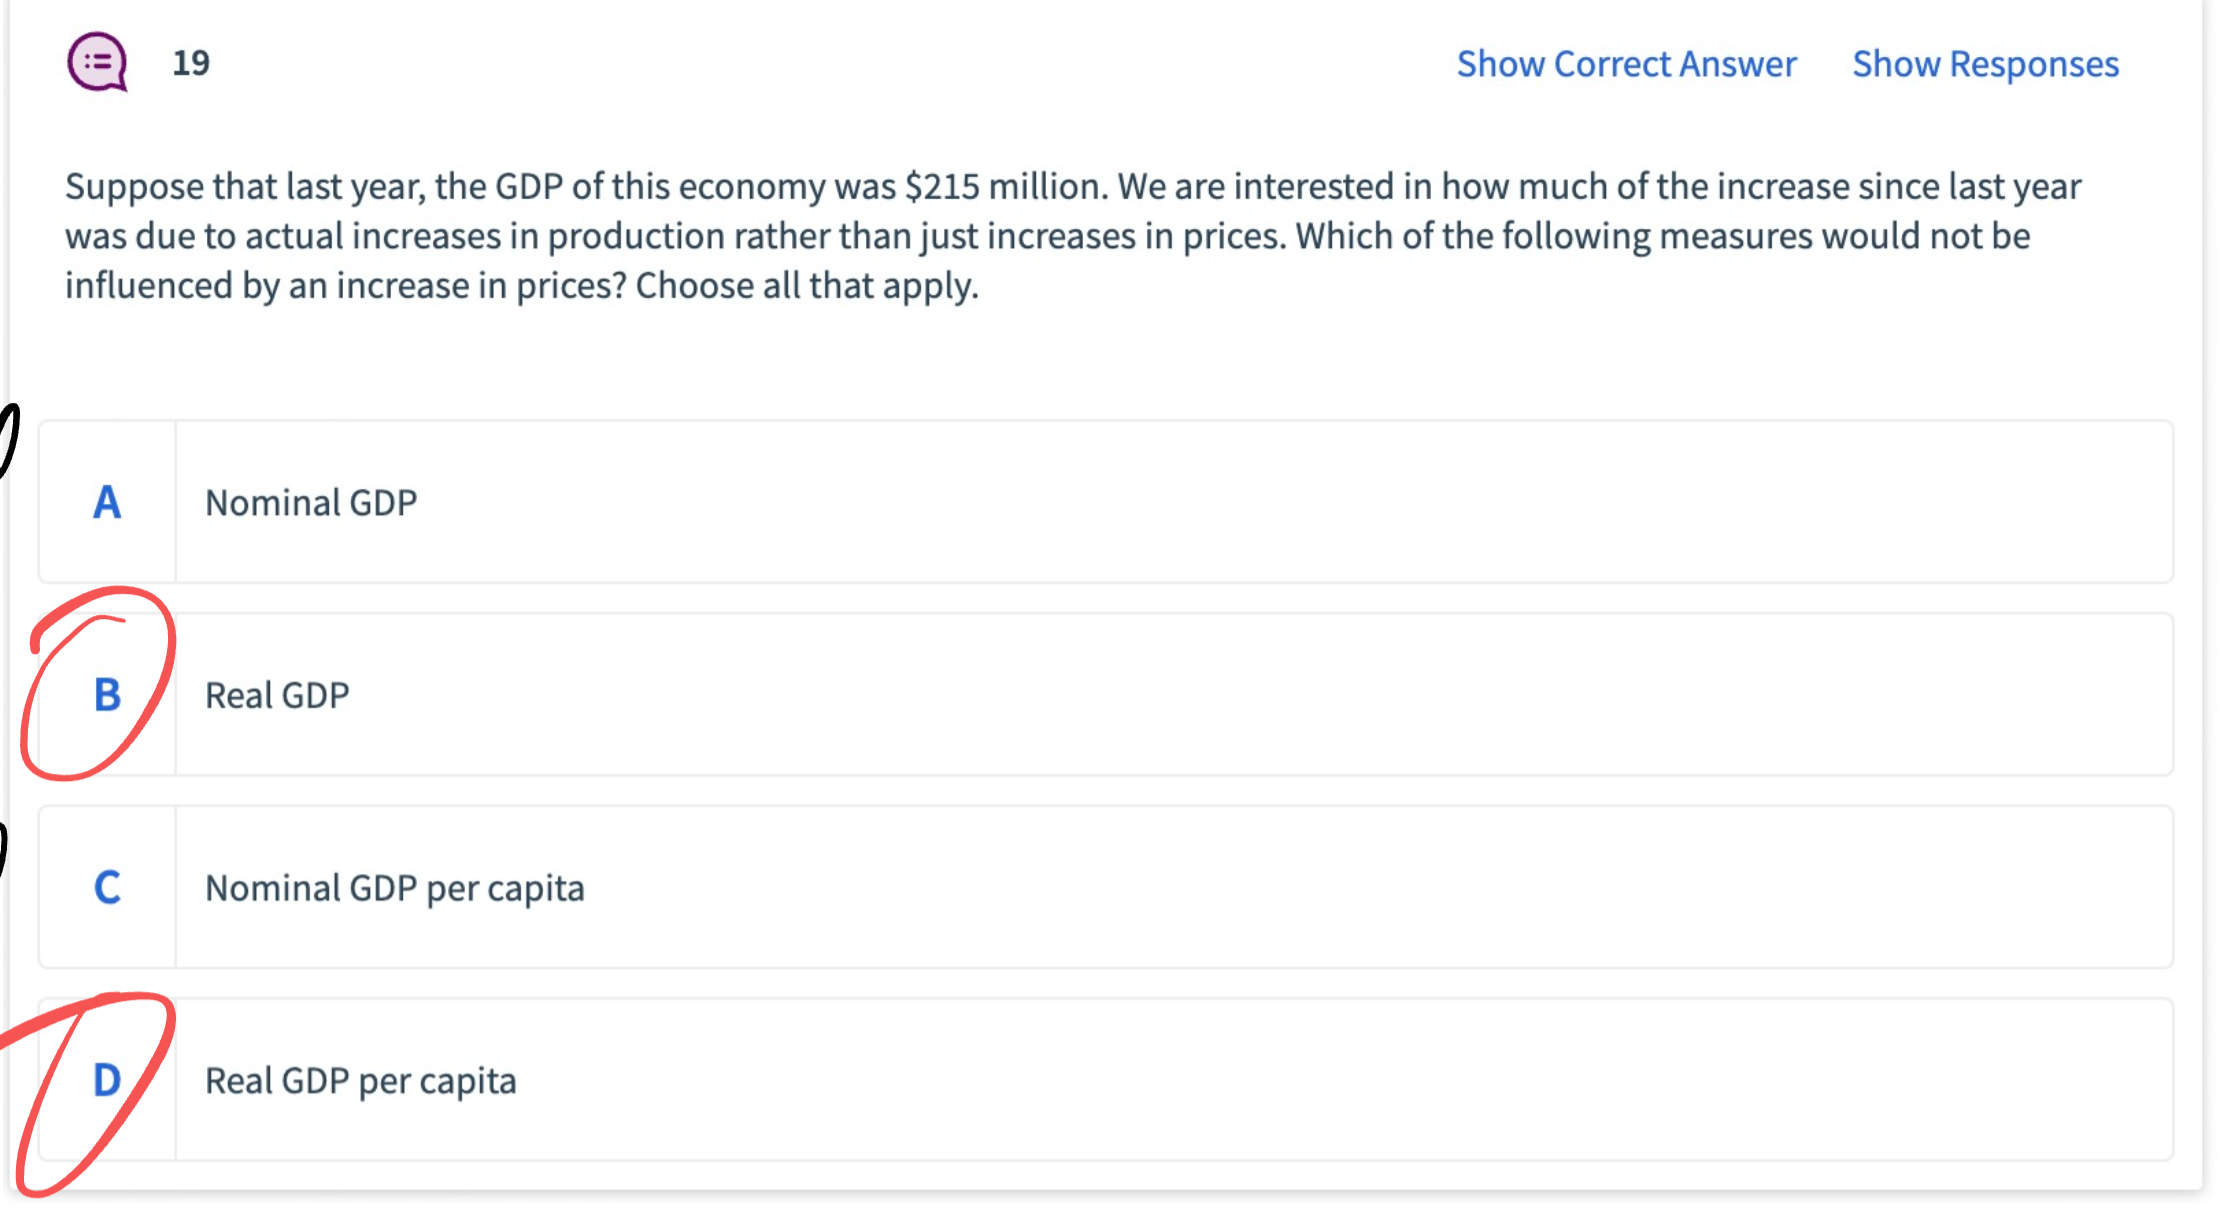 19
Show Correct Answer
Show Responses
Suppose that last year, the GDP of this economy was $215 million. We are interested in how much of the increase since last year
was due to actual increases in production rather than just increases in prices. Which of the following measures would not be
influenced by an increase in prices? Choose all that apply.
A Nominal GDP
B Real GDP
C Nominal GDP per capita
D Real GDP per capita